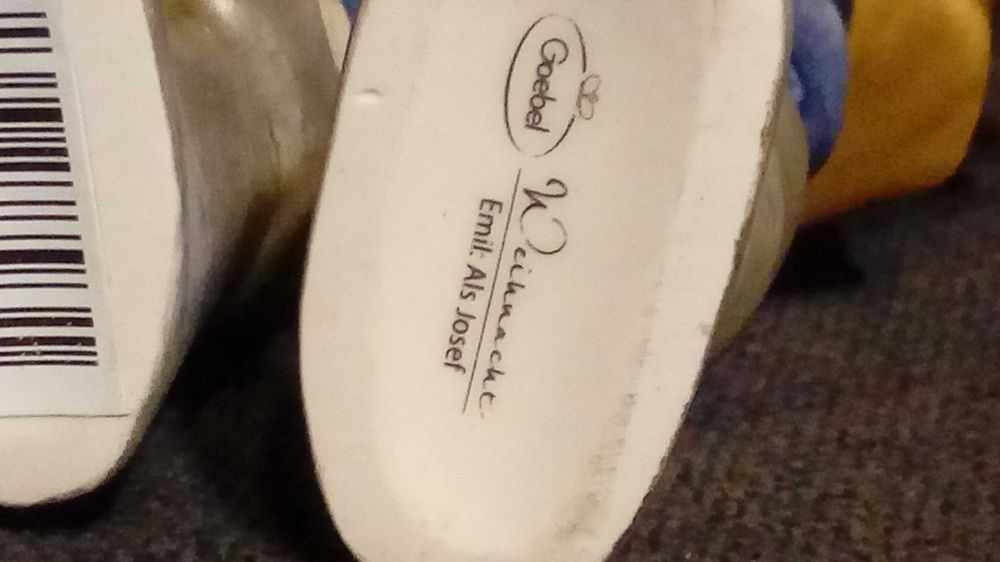 Goebel
Weihnacht
Emil: Als Josef